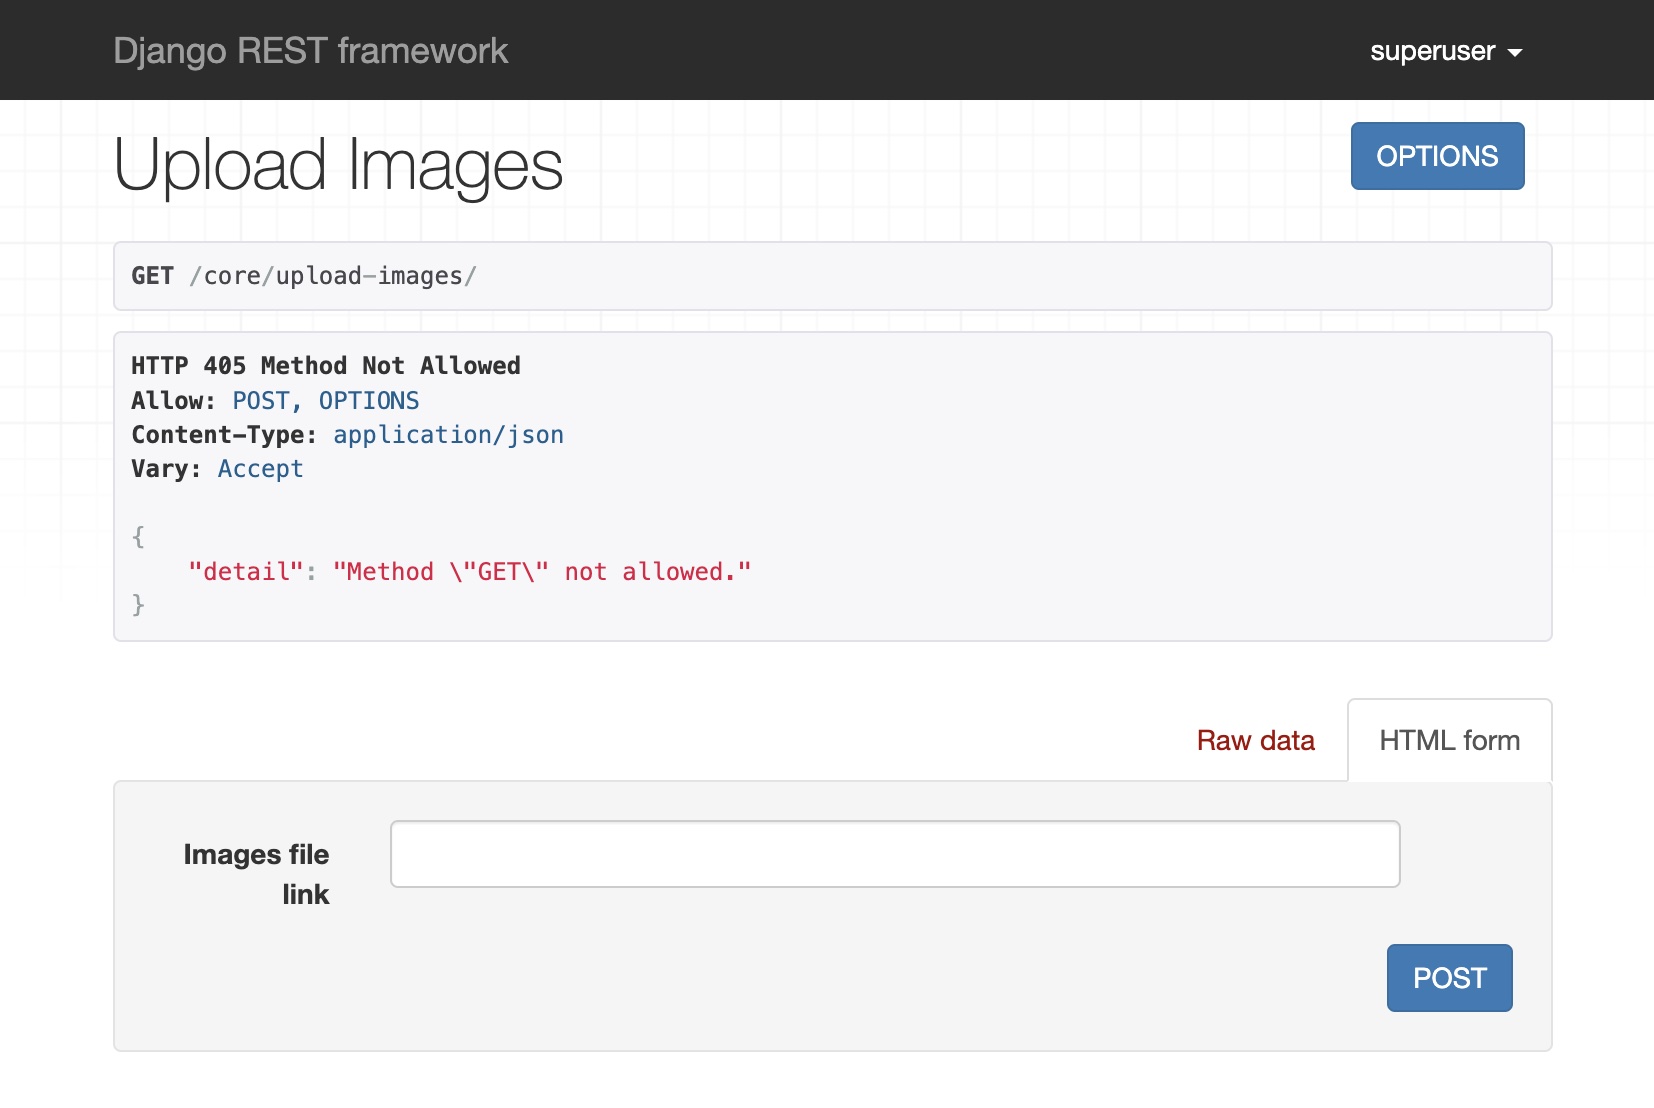 Django REST framework
superuser
Upload Images
OPTIONS
GET /core/upload-images/
HTTP 405 Method Not Allowed
Allow: POST, OPTIONS
Content-Type: application/json
Vary: Accept
{
"detail": "Method \"GET\" not allowed."
}
Raw data
HTML form
Images file
link
POST